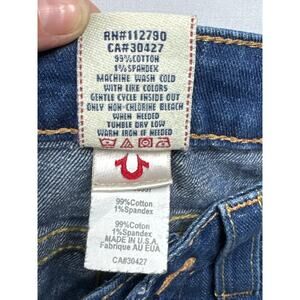 RN#112790
CA#30427
99%COTTON
1%SPANDEX
MACHINE WASH COLD
WITH LIKE COLORS
GENTLE CYCLE INSIDE OUT
ONLY NON-CHLORINE BLEACH
WHEN NEEDED
TUMBLE DRY LOW
WARM IRON IF NEEDED
99%Cotton
1%Spandex
99%Cotton
1%Spandex
MADE IN U.S.A.
Fabrique AU EUA
CA#30427